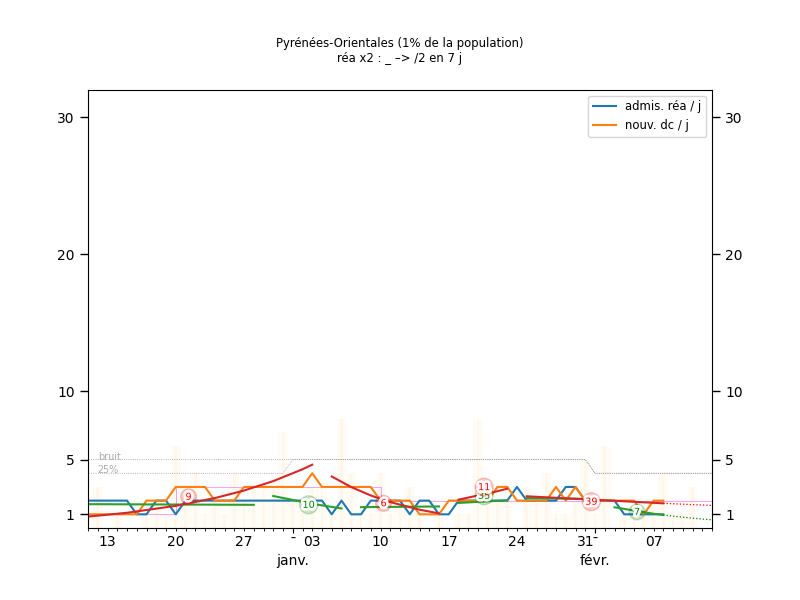 Pyrénées-Orientales (1% de la population)
réa x2 : _ –> /2 en 7 j
admis. réa / j
nouv. dc / j
30 30
20 20
10 10
5 5
1 1
bruit
25%
9 10 6 11 35 39 7
13 20 27 - 03 10 17 24 31- 07
janv. févr.